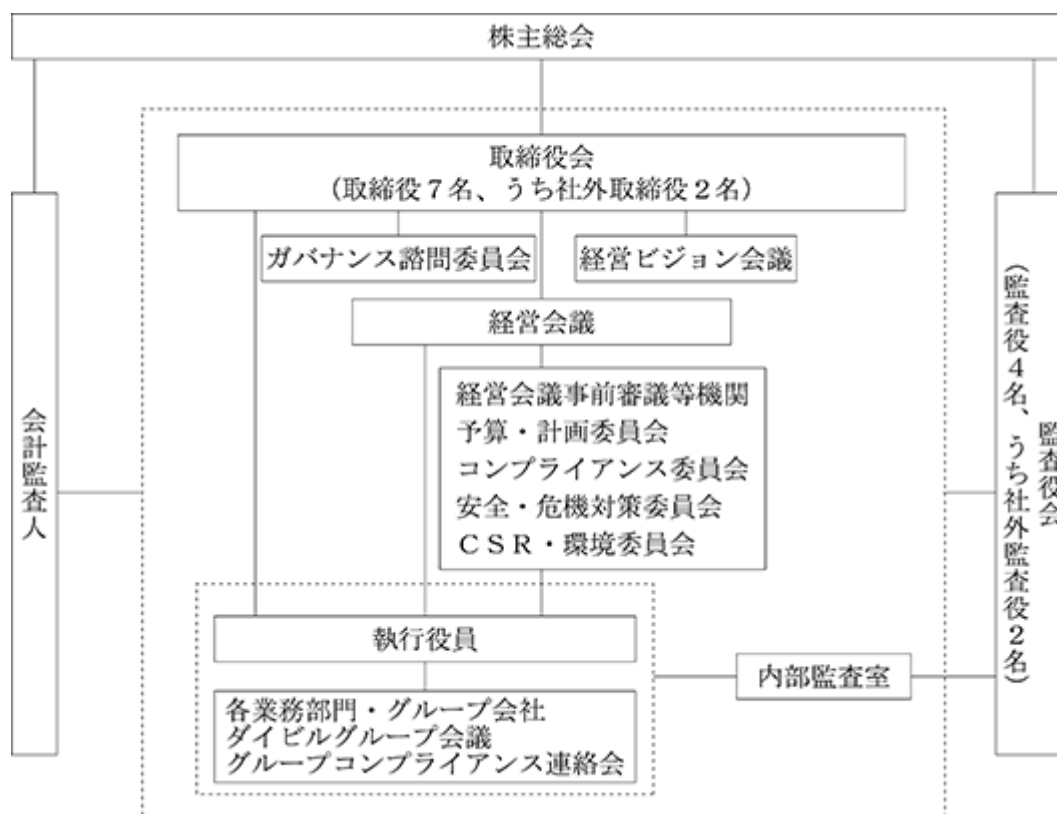 株主総会
取締役会
（取締役７名、うち社外取締役２名）
ガバナンス諮問委員会
経営ビジョン会議
経営会議
経営会議事前審議等機関
予算・計画委員会
コンプライアンス委員会
安全・危機対策委員会
ＣＳＲ・環境委員会
会計監査人
監査役会
（監査役４名、うち社外監査役２名）
執行役員
内部監査室
各業務部門・グループ会社
ダイビルグループ会議
グループコンプライアンス連絡会